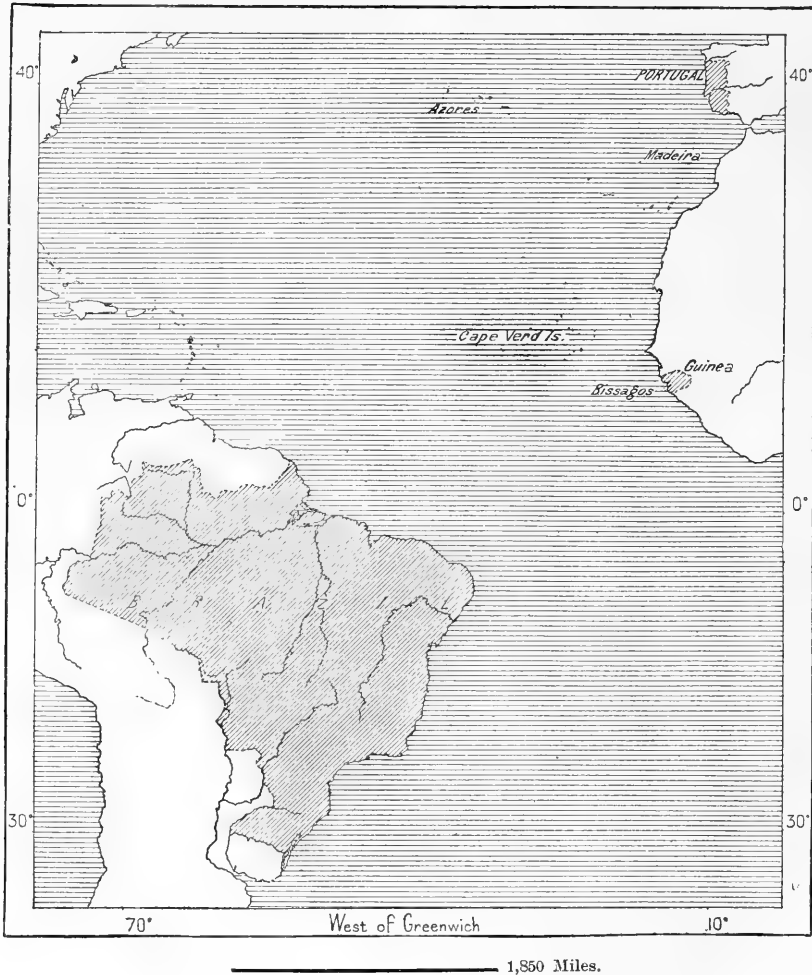 40°
PORTUGAL
40°
Azores
Madeira
Cape Verd Is.
Guinea
Bissagos
0°
0°
B R A
30°
30°
70°
West of Greenwich
10°
1,850 Miles.